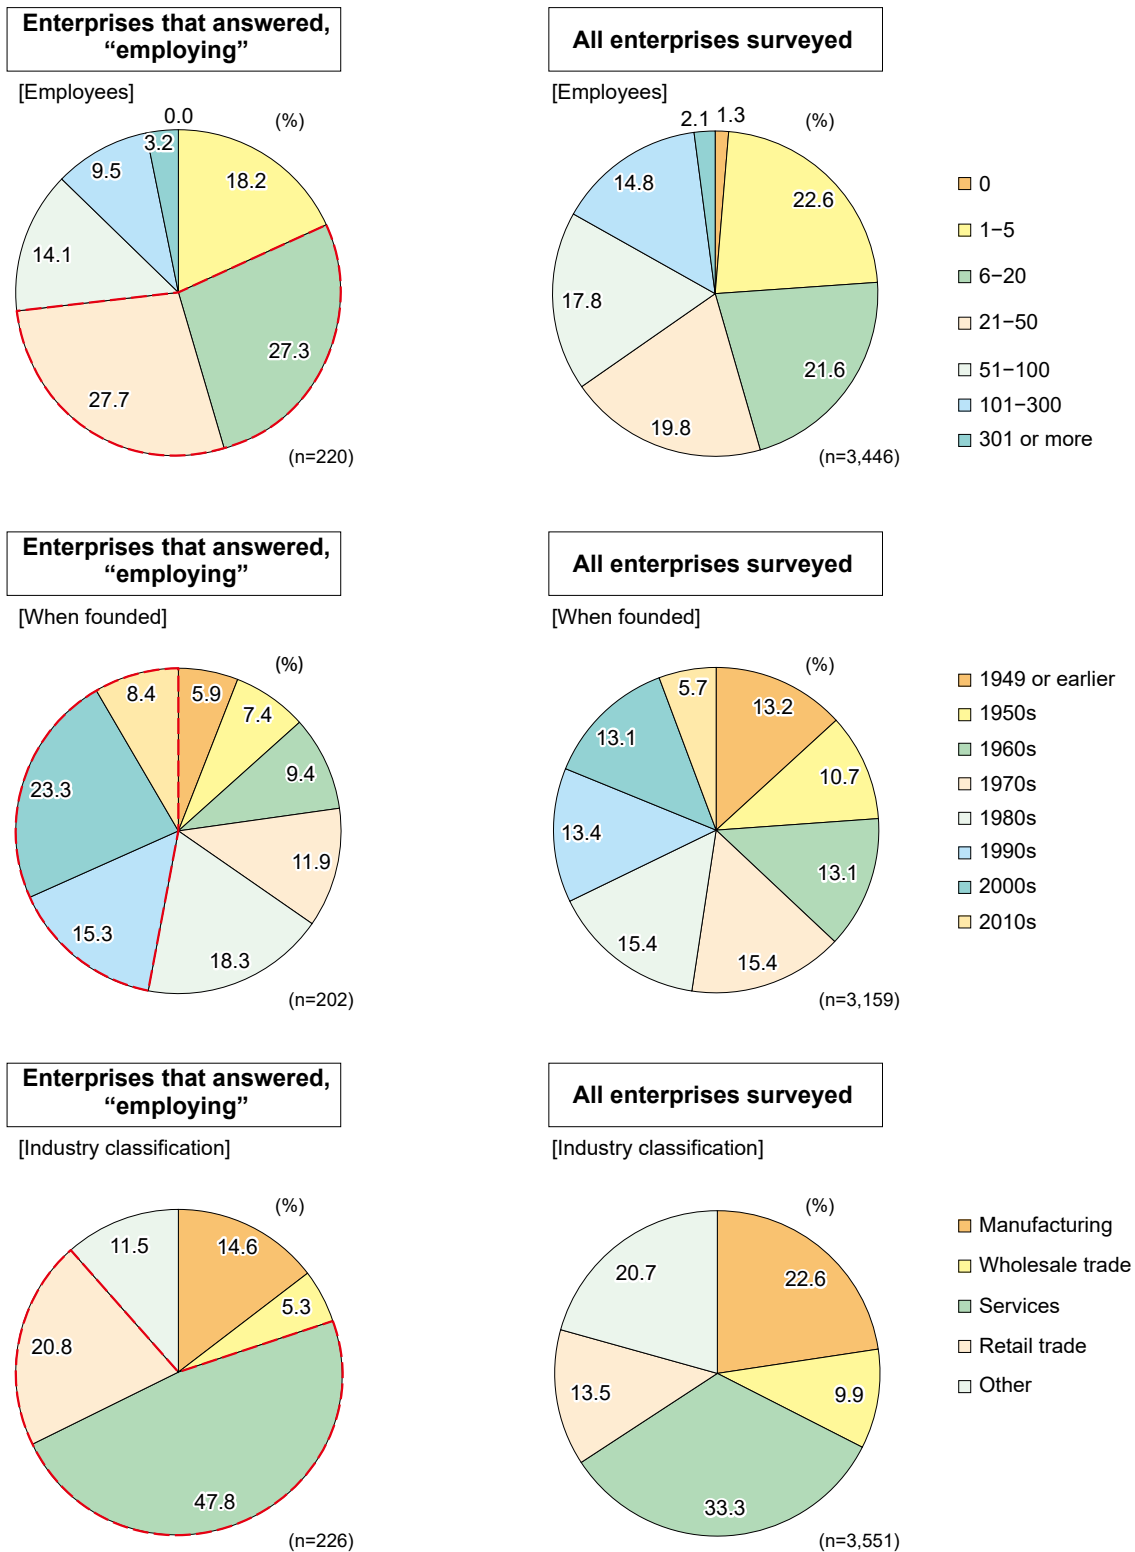 Enterprises that answered,
“employing”
All enterprises surveyed
[Employees]
[Employees]
0.0
(%)
3.2
9.5
18.2
14.1
27.3
27.7
(n=220)
2.1
1.3
(%)
14.8
22.6
17.8
21.6
19.8
(n=3,446)
0
1−5
6−20
21−50
51−100
101−300
301 or more
Enterprises that answered,
“employing”
All enterprises surveyed
[When founded]
[When founded]
(%)
8.4
5.9
7.4
9.4
23.3
11.9
15.3
18.3
(n=202)
(%)
5.7
13.2
13.1
10.7
13.4
13.1
15.4
15.4
(n=3,159)
1949 or earlier
1950s
1960s
1970s
1980s
1990s
2000s
2010s
Enterprises that answered,
“employing”
All enterprises surveyed
[Industry classification]
[Industry classification]
(%)
11.5
14.6
5.3
20.8
47.8
(n=226)
(%)
20.7
22.6
13.5
9.9
33.3
(n=3,551)
Manufacturing
Wholesale trade
Services
Retail trade
Other